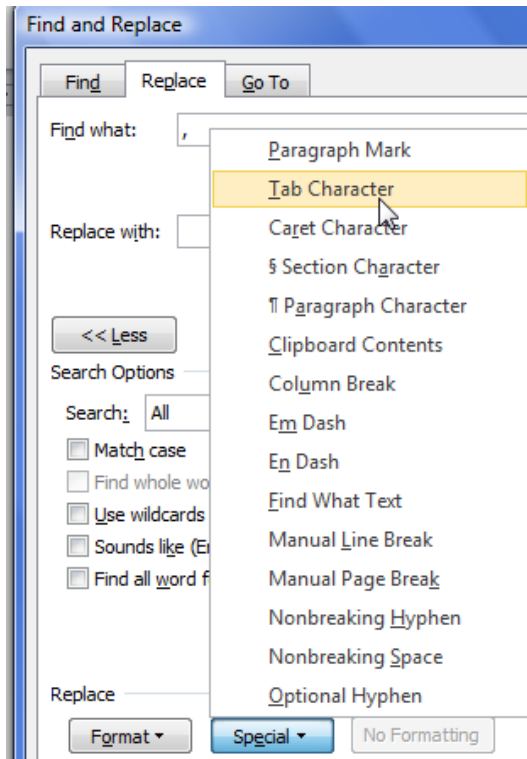 Find and Replace
Find Replace Go To
Find what: ,
Paragraph Mark
Tab Character
Replace with:
Caret Character
§ Section Character
¶ Paragraph Character
<< Less
Clipboard Contents
Search Options
Column Break
Search: All
Em Dash
Match case
En Dash
Find whole wo
Find What Text
Use wildcards
Manual Line Break
Sounds like (E
Find all word f
Manual Page Break
Nonbreaking Hyphen
Nonbreaking Space
Replace
Optional Hyphen
Format Special No Formatting